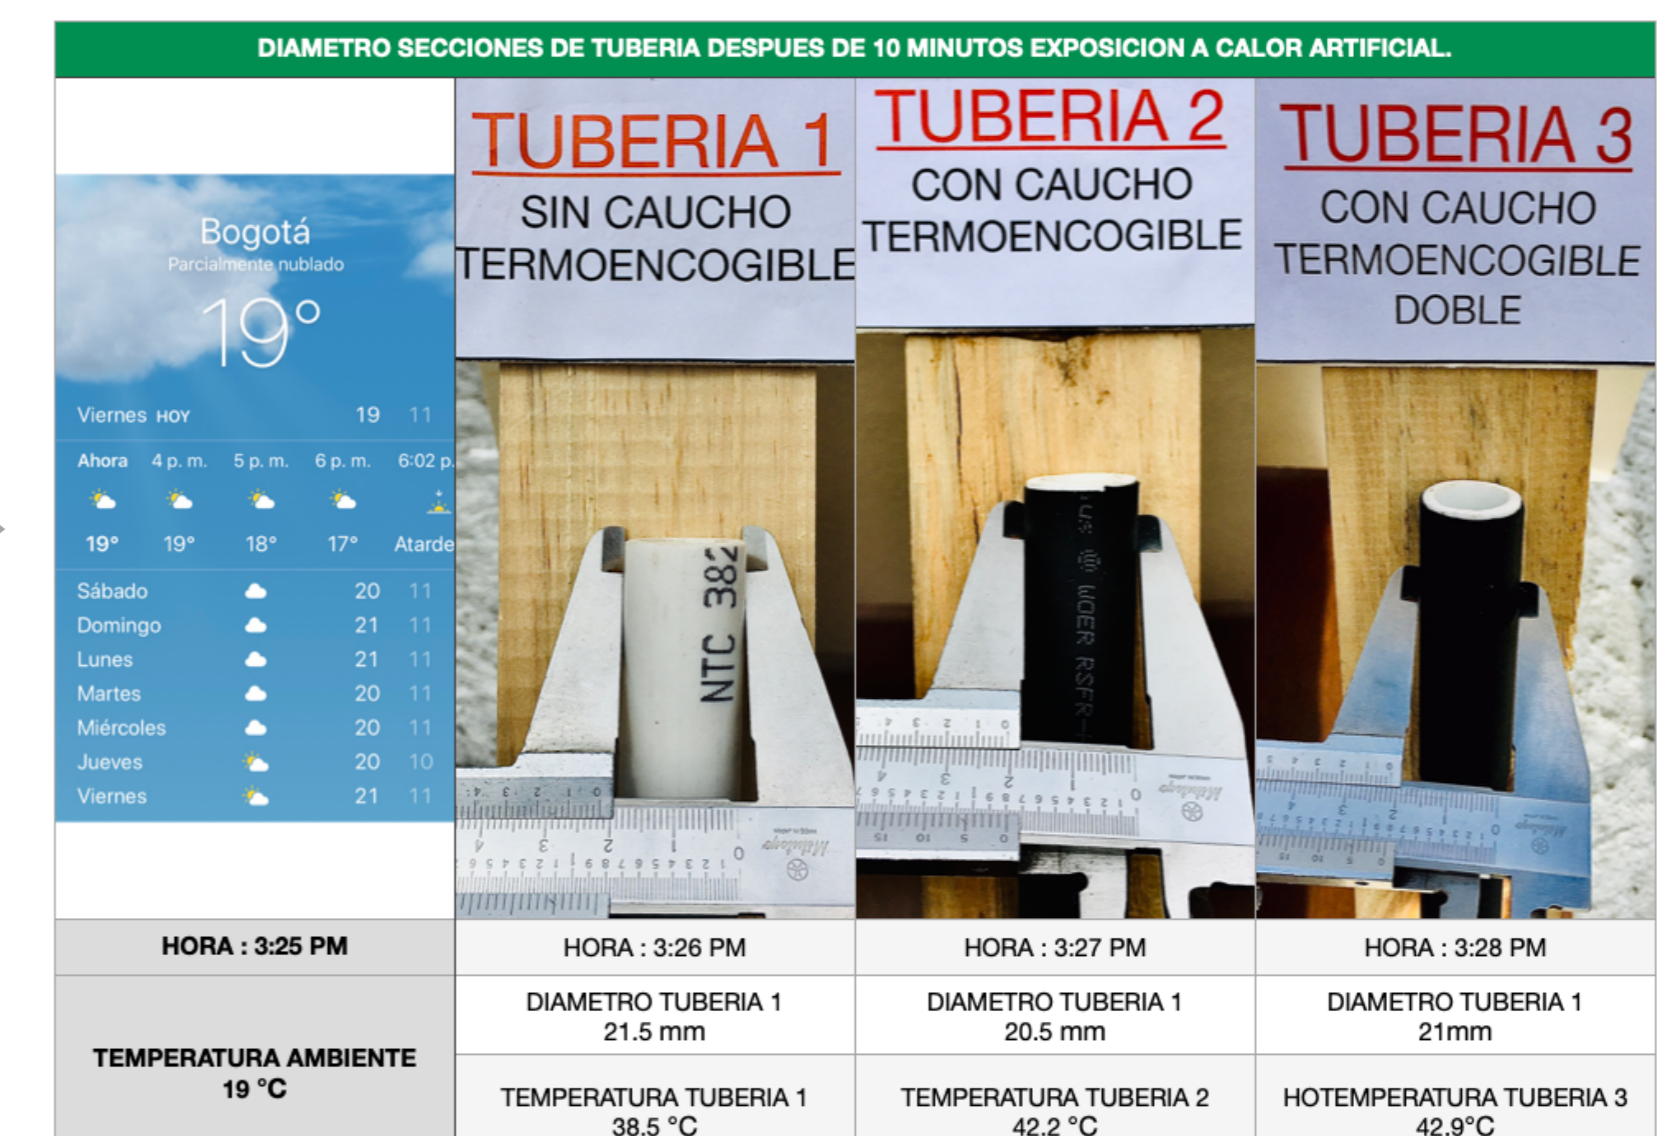 DIAMETRO SECCIONES DE TUBERIA DESPUES DE 10 MINUTOS EXPOSICION A CALOR ARTIFICIAL.
Bogotá
Parcialmente nublado
19°
Viernes HOY 19 11
Ahora 4 p. m. 5 p. m. 6 p. m. 6:02 p.
19° 19° 18° 17° Atarde
Sábado 20 11
Domingo 21 11
Lunes 21 11
Martes 20 11
Miércoles 20 11
Jueves 20 10
Viernes 21 11
TUBERIA 1
SIN CAUCHO
TERMOENCOGIBLE
NTC 382
TUBERIA 2
CON CAUCHO
TERMOENCOGIBLE
WOER RSFR-
TUBERIA 3
CON CAUCHO
TERMOENCOGIBLE
DOBLE
HORA : 3:25 PM
HORA : 3:26 PM
HORA : 3:27 PM
HORA : 3:28 PM
TEMPERATURA AMBIENTE
19 °C
DIAMETRO TUBERIA 1
21.5 mm
DIAMETRO TUBERIA 1
20.5 mm
DIAMETRO TUBERIA 1
21mm
TEMPERATURA TUBERIA 1
38.5 °C
TEMPERATURA TUBERIA 2
42.2 °C
HOTEMPERATURA TUBERIA 3
42.9°C